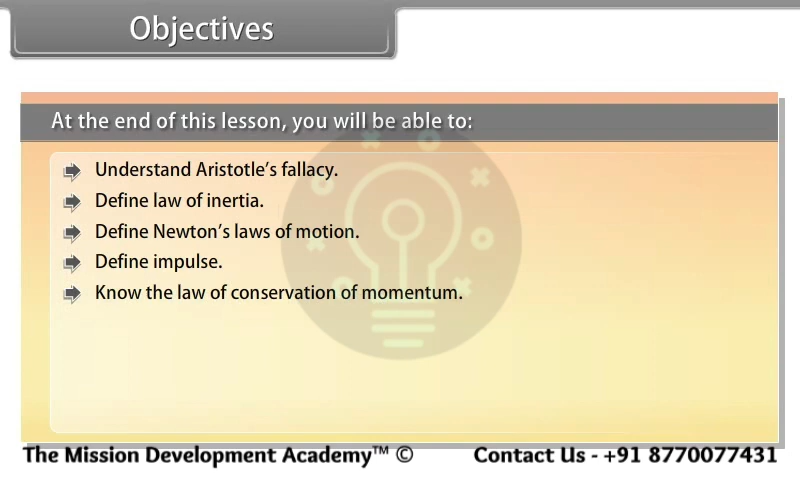 Objectives
At the end of this lesson, you will be able to:
Understand Aristotle's fallacy.
Define law of inertia.
Define Newton's laws of motion.
Define impulse.
Know the law of conservation of momentum.
The Mission Development Academy™ © Contact Us - +91 8770077431